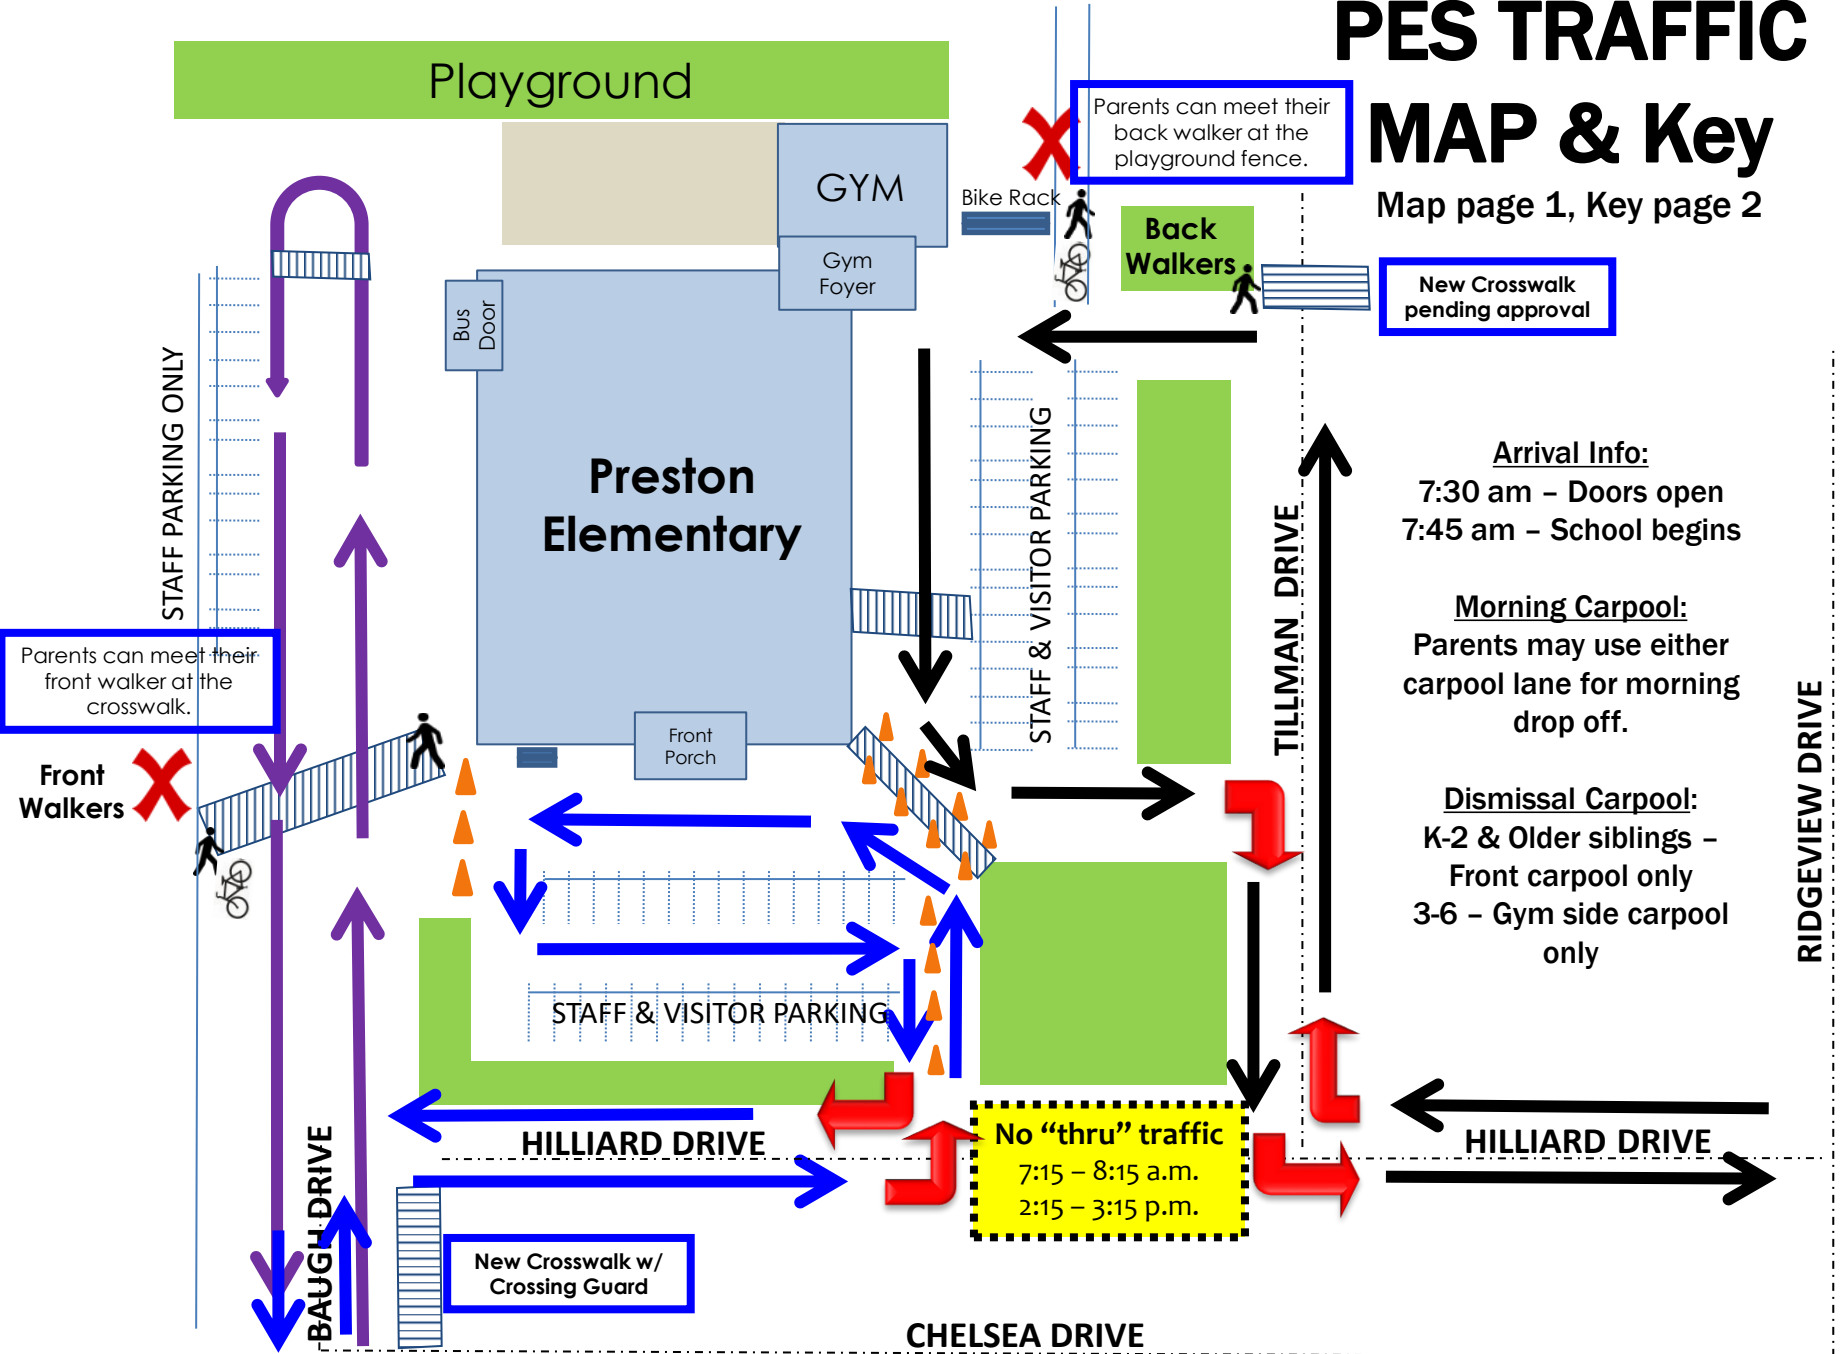 PES TRAFFIC
MAP & Key
Map page 1, Key page 2
Playground
Parents can meet their
back walker at the
playground fence.
GYM
Bike Rack
Back
Walkers
Gym
Foyer
New Crosswalk
pending approval
Bus
Door
STAFF PARKING ONLY
Preston
Elementary
STAFF & VISITOR PARKING
TILLMAN DRIVE
Arrival Info:
7:30 am – Doors open
7:45 am – School begins
Morning Carpool:
Parents may use either
carpool lane for morning
drop off.
Dismissal Carpool:
K-2 & Older siblings –
Front carpool only
3-6 – Gym side carpool
only
RIDGEVIEW DRIVE
Parents can meet their
front walker at the
crosswalk.
Front
Walkers
Front
Porch
STAFF & VISITOR PARKING
HILLIARD DRIVE
No “thru” traffic
7:15 – 8:15 a.m.
2:15 – 3:15 p.m.
HILLIARD DRIVE
BAUGH DRIVE
New Crosswalk w/
Crossing Guard
CHELSEA DRIVE